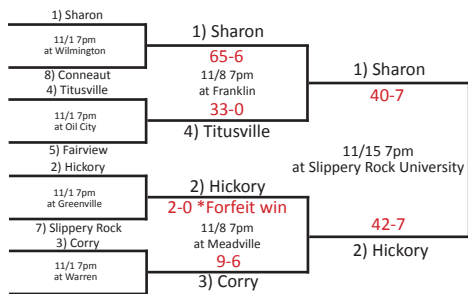 1) Sharon
11/1 7pm
at Wilmington
8) Conneaut
4) Titusville
11/1 7pm
at Oil City
5) Fairview
2) Hickory
11/1 7pm
at Greenville
7) Slippery Rock
3) Corry
11/1 7pm
at Warren
1) Sharon
65-6
11/8 7pm
at Franklin
33-0
4) Titusville
2) Hickory
2-0 *Forfeit win
11/8 7pm
at Meadville
9-6
3) Corry
1) Sharon
40-7
11/15 7pm
at Slippery Rock University
42-7
2) Hickory